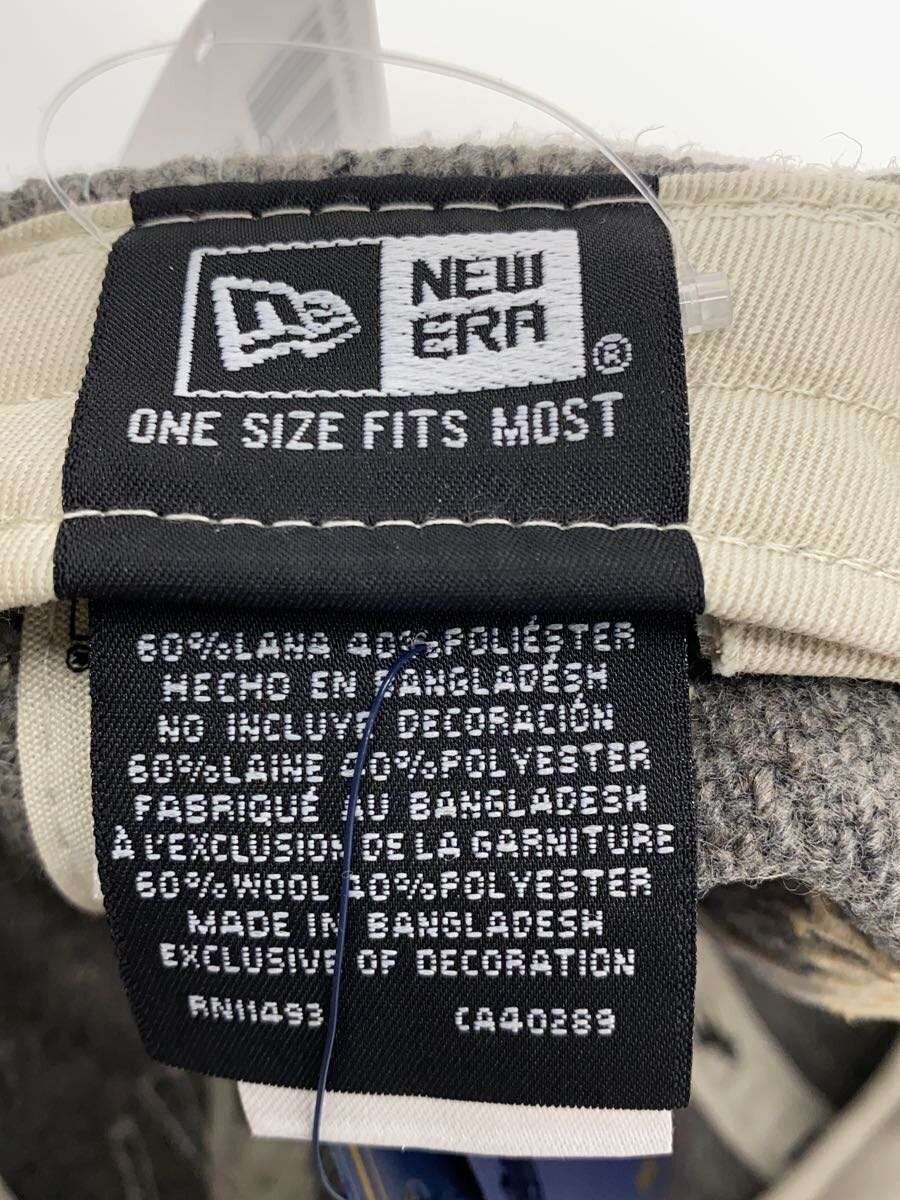 NEW
ERA
®
ONE SIZE FITS MOST
60%LANA 40%POLIÉSTER
HECHO EN BANGLADÉSH
NO INCLUYE DECORACIÓN
60%LAINE 40%POLYESTER
FABRIQUÉ AU BANGLADESH
À L'EXCLUSION DE LA GARNITURE
60%WOOL 40%POLYESTER
MADE IN BANGLADESH
EXCLUSIVE OF DECORATION
RN11493 CA40289